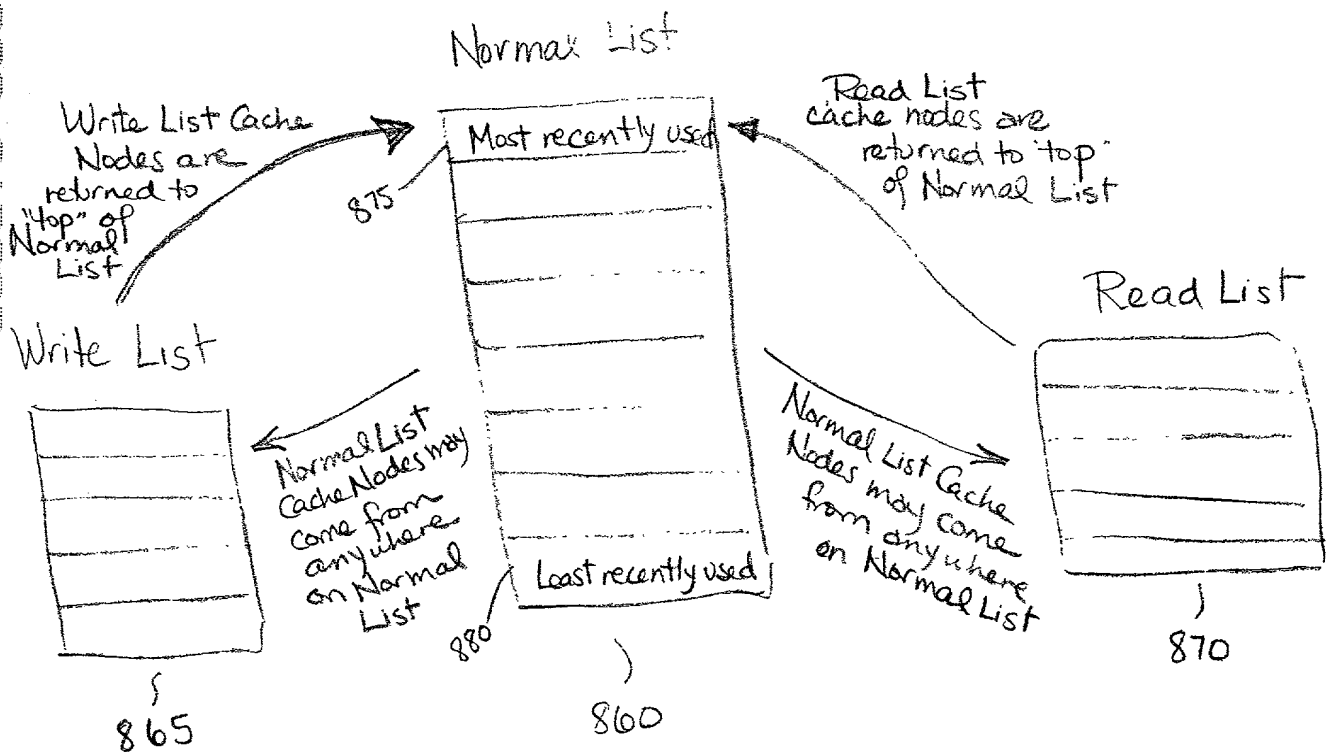 Normal List
Write List Cache
Nodes are
returned to
"top" of
Normal
List
Most recently used
875
Read List
cache nodes are
returned to "top"
of Normal List
Write List
Read List
Normal List
Cache Nodes may
come from
anywhere
on Normal
List
Normal List Cache
Nodes may come
from anywhere
on Normal List
Least recently used
880
865
860
870